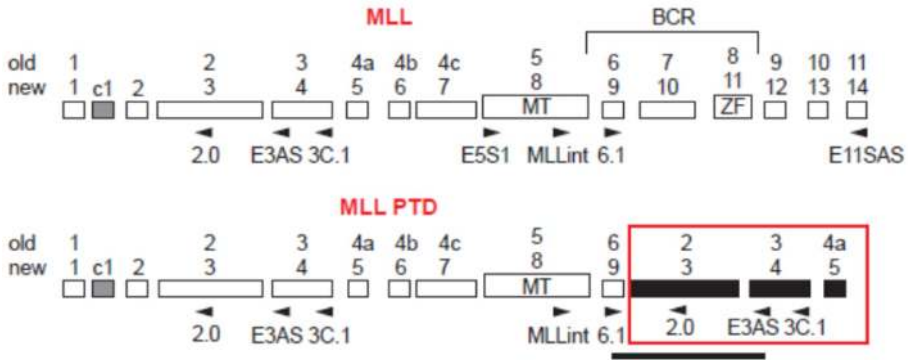 MLL
BCR
old 1 2 3 4a 4b 4c 5 6 7 8 9 10 11
new 1 c1 2 3 4 5 6 7 8 9 10 11 12 13 14
MT ZF
2.0 E3AS 3C.1 E5S1 MLLint 6.1 E11SAS
MLL PTD
old 1 2 3 4a 4b 4c 5 6 2 3 4a
new 1 c1 2 3 4 5 6 7 8 9 3 4 5
MT
2.0 E3AS 3C.1 MLLint 6.1 2.0 E3AS 3C.1